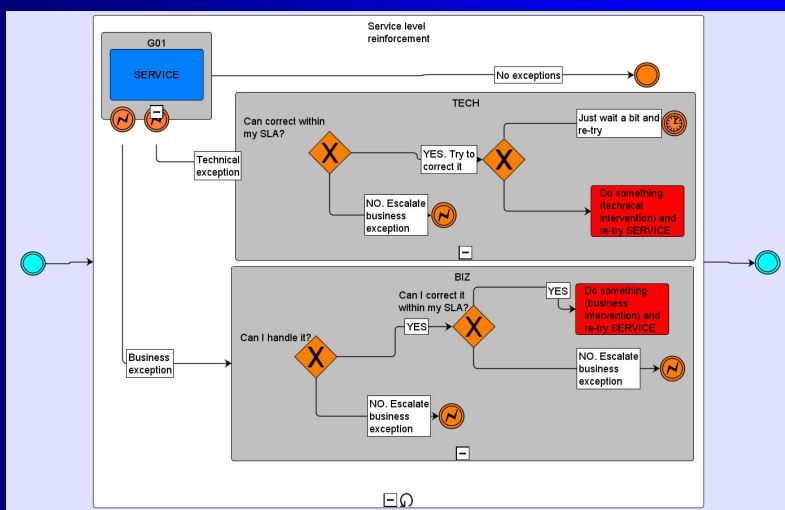 Service level
reinforcement
G01
SERVICE
No exceptions
TECH
Can correct within
my SLA?
Just wait a bit and
re-try
Technical
exception
YES. Try to
correct it
NO. Escalate
business
exception
Do something
(technical
intervention) and
re-try SERVICE
BIZ
Can I correct it
within my SLA?
YES
Do something
(business
intervention) and
re-try SERVICE
Can I handle it?
YES
Business
exception
NO. Escalate
business
exception
NO. Escalate
business
exception